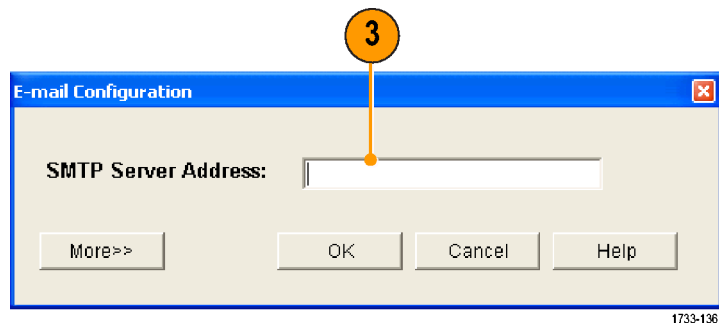 3
E-mail Configuration
SMTP Server Address:
More>> OK Cancel Help
1733-136